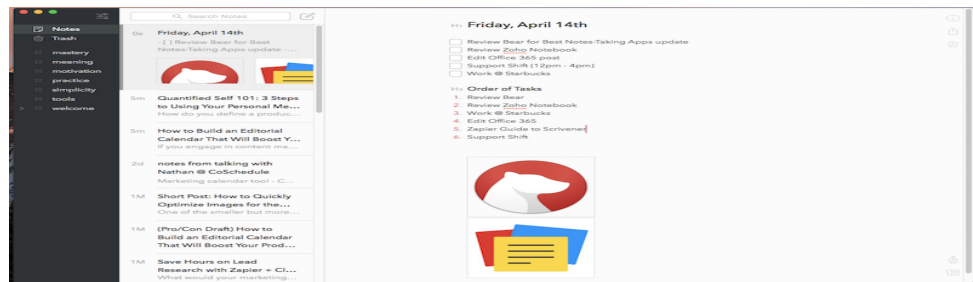 Notes
Trash
mastery
meaning
motivation
practice
simplicity
tools
> welcome
Search Notes
0s Friday, April 14th
- [ ] Review Bear for Best
Notes-Taking Apps update -...
5m Quantified Self 101: 3 Steps
to Using Your Personal Me...
How do you define a produc...
5m How to Build an Editorial
Calendar That Will Boost Y...
If you engage in content ma...
2d notes from talking with
Nathan @ CoSchedule
Marketing calendar tool - C...
1M Short Post: How to Quickly
Optimize Images for the...
One of the smaller but more...
1M (Pro/Con Draft) How to
Build an Editorial Calendar
That Will Boost Your Prod...
1M Save Hours on Lead
Research with Zapier + Cl...
What would your marketing...
Friday, April 14th
Review Bear for Best Notes-Taking Apps update
Review Zoho Notebook
Edit Office 365 post
Support Shift (12pm - 4pm)
Work @ Starbucks
Order of Tasks
1. Review Bear
2. Review Zoho Notebook
3. Work @ Starbucks
4. Edit Office 365
5. Zapier Guide to Scrivener
6. Support Shift